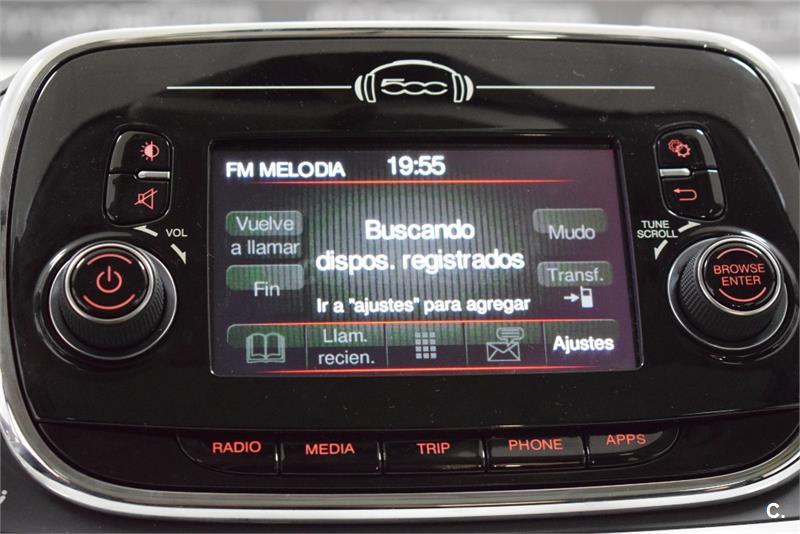 500
FM MELODIA 19:55
Vuelve
a llamar
Fin
Buscando
dispos. registrados
Ir a "ajustes" para agregar
Mudo
Transf.
Llam.
recien.
Ajustes
VOL
TUNE
SCROLL
BROWSE
ENTER
RADIO
MEDIA
TRIP
PHONE
APPS
C.